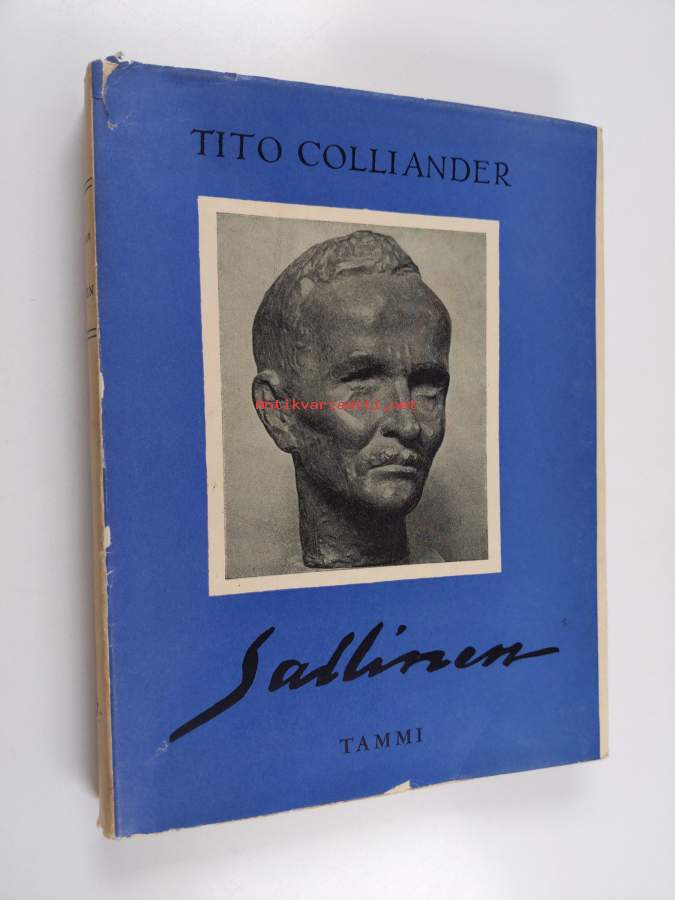 TITO COLLIANDER
Antikvariaatti.net
Sallinen
TAMMI